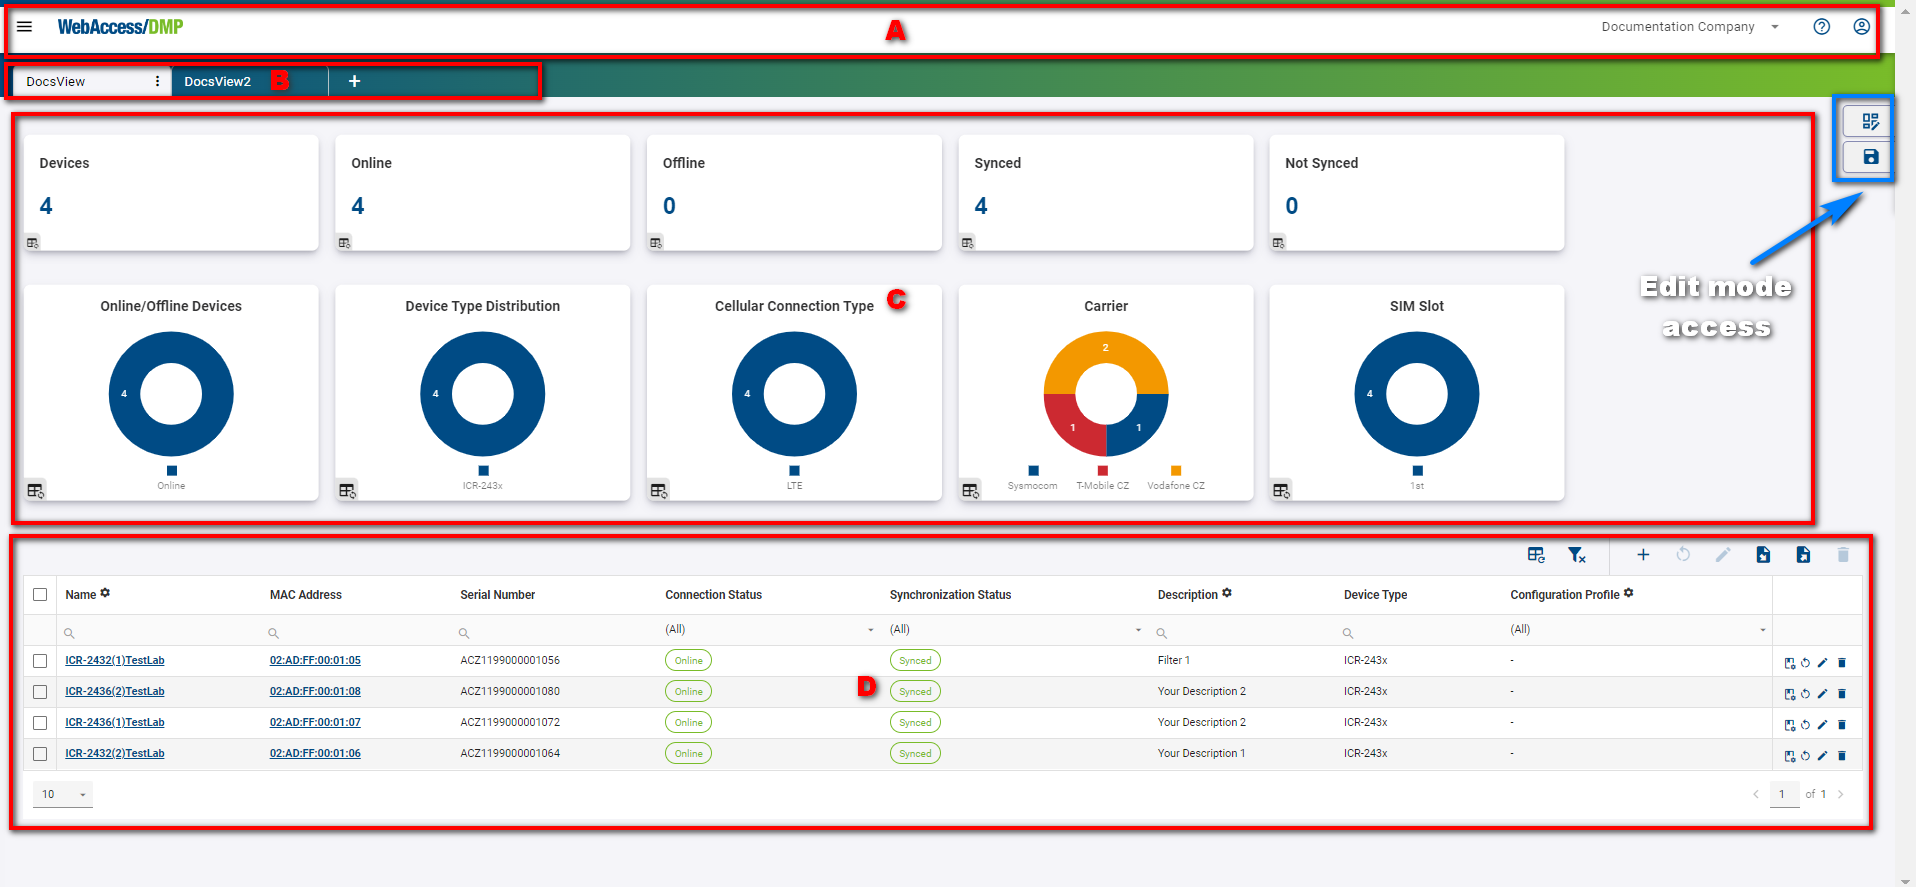 WebAccess/DMP
A
Documentation Company
DocsView
DocsView2
B
+
Devices
4
Online
4
Offline
0
Synced
4
Not Synced
0
Edit mode
access
Online/Offline Devices
4
Online
Device Type Distribution
4
ICR-243x
Cellular Connection Type
C
4
LTE
Carrier
2
1
1
Sysmocom T-Mobile CZ Vodafone CZ
SIM Slot
4
1st
Name MAC Address Serial Number Connection Status Synchronization Status Description Device Type Configuration Profile
(All) (All) (All)
ICR-2432(1)TestLab 02:AD:FF:00:01:05 ACZ1199000001056 Online Synced Filter 1 ICR-243x -
ICR-2436(2)TestLab 02:AD:FF:00:01:08 ACZ1199000001080 Online D Synced Your Description 2 ICR-243x -
ICR-2436(1)TestLab 02:AD:FF:00:01:07 ACZ1199000001072 Online Synced Your Description 2 ICR-243x -
ICR-2432(2)TestLab 02:AD:FF:00:01:06 ACZ1199000001064 Online Synced Your Description 1 ICR-243x -
10
1 of 1